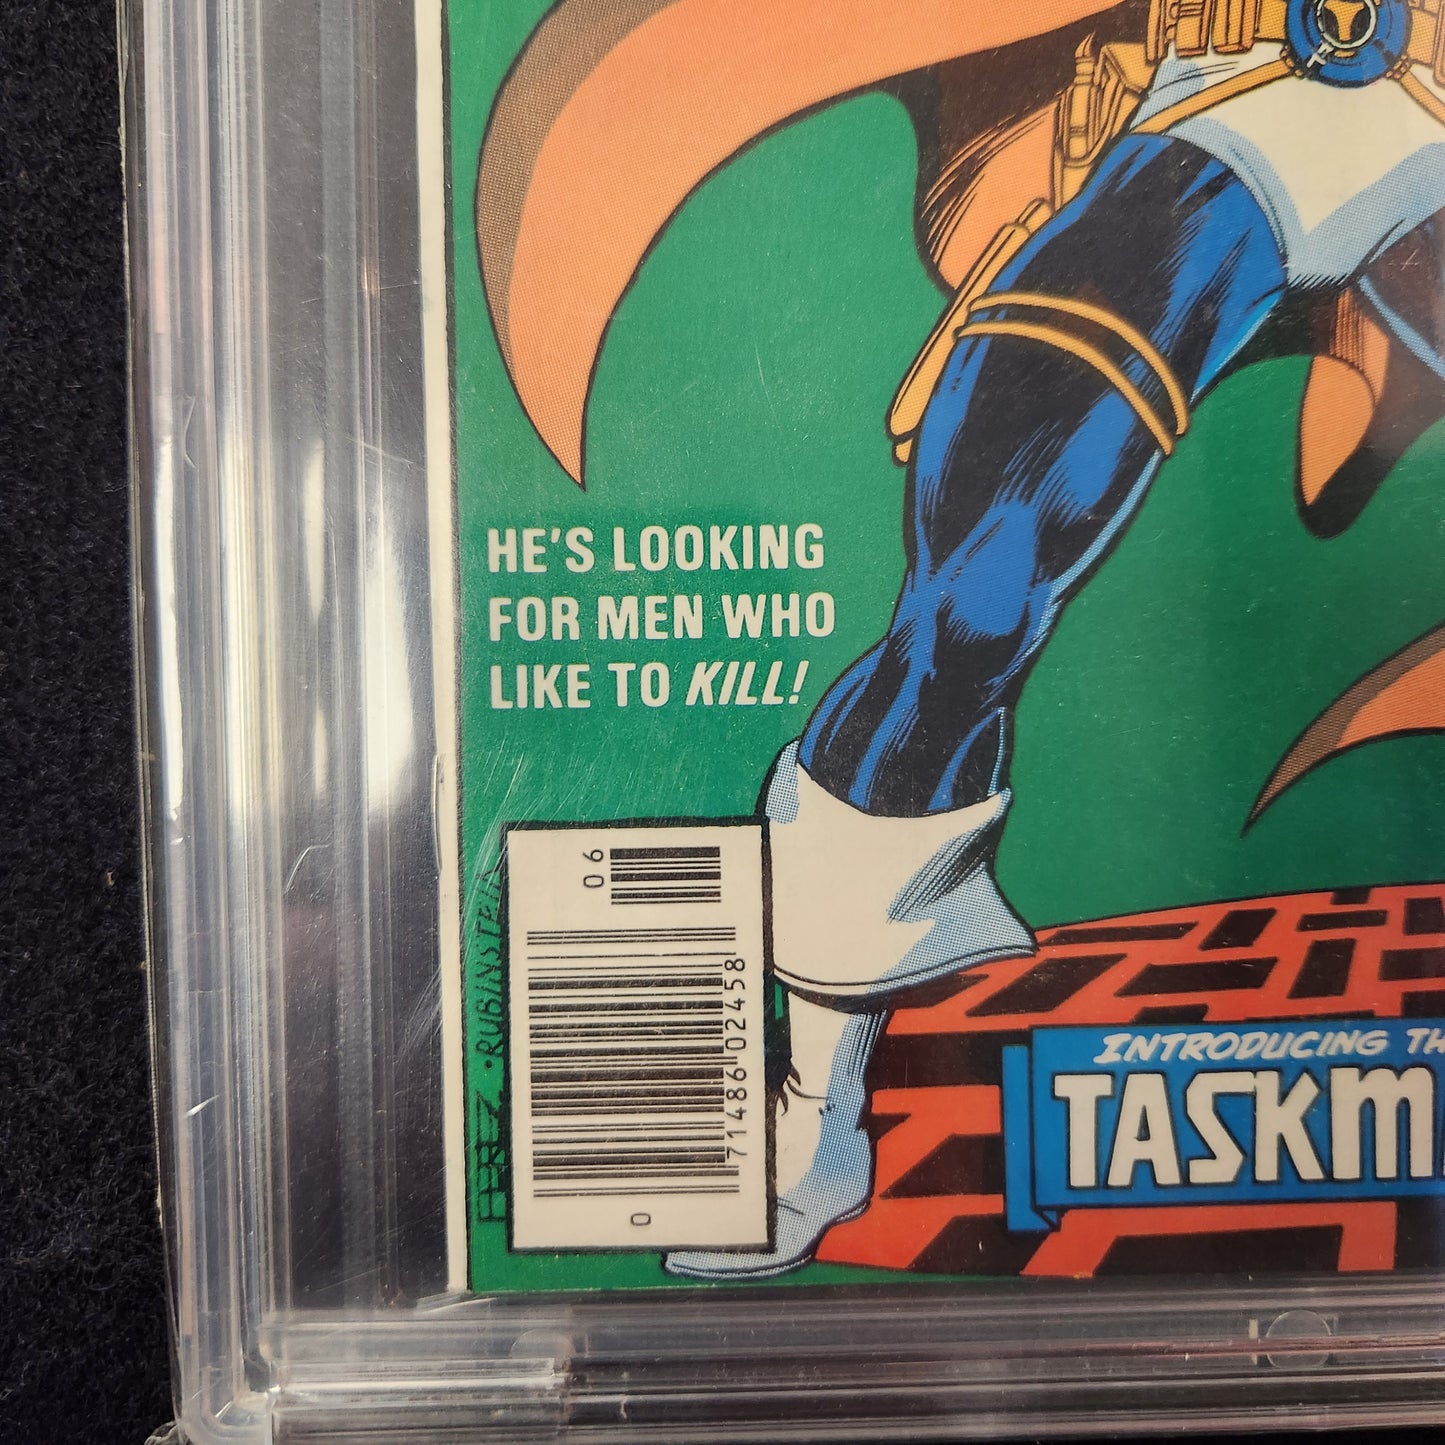 HE'S LOOKING
FOR MEN WHO
LIKE TO KILL!
06
71486 02458
0
PEREZ · RUBINSTEIN
INTRODUCING TH
TASKM